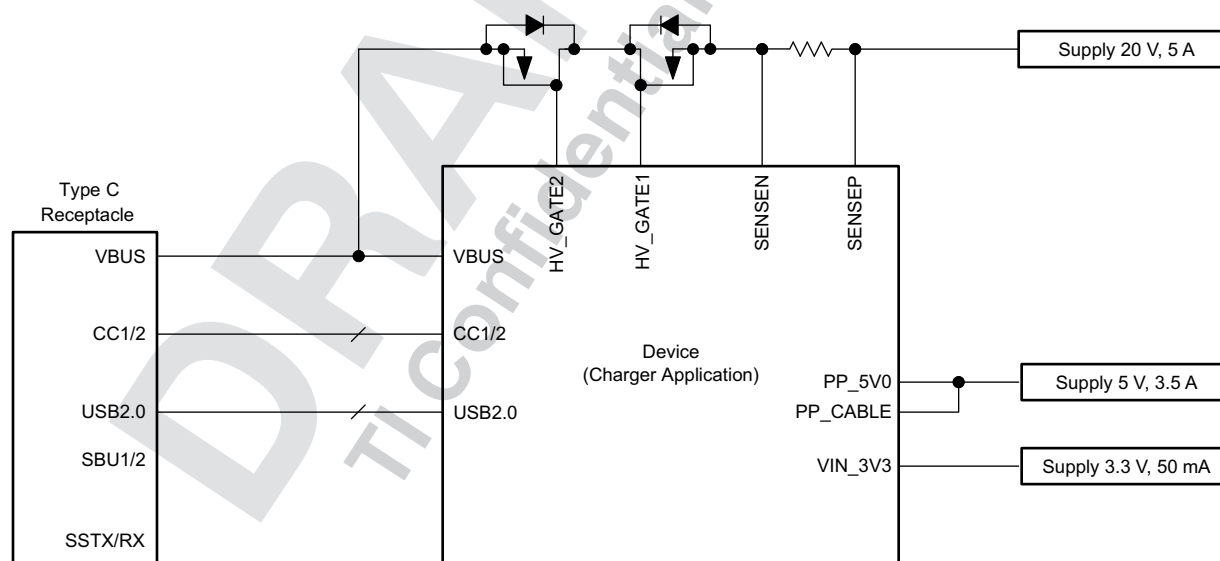 Supply 20 V, 5 A
HV_GATE2
HV_GATE1
SENSEN
SENSEP
Type C
Receptacle
VBUS
VBUS
CC1/2
CC1/2
Device
(Charger Application)
PP_5V0
Supply 5 V, 3.5 A
USB2.0
USB2.0
PP_CABLE
SBU1/2
VIN_3V3
Supply 3.3 V, 50 mA
SSTX/RX
DRAF
TI Confidential